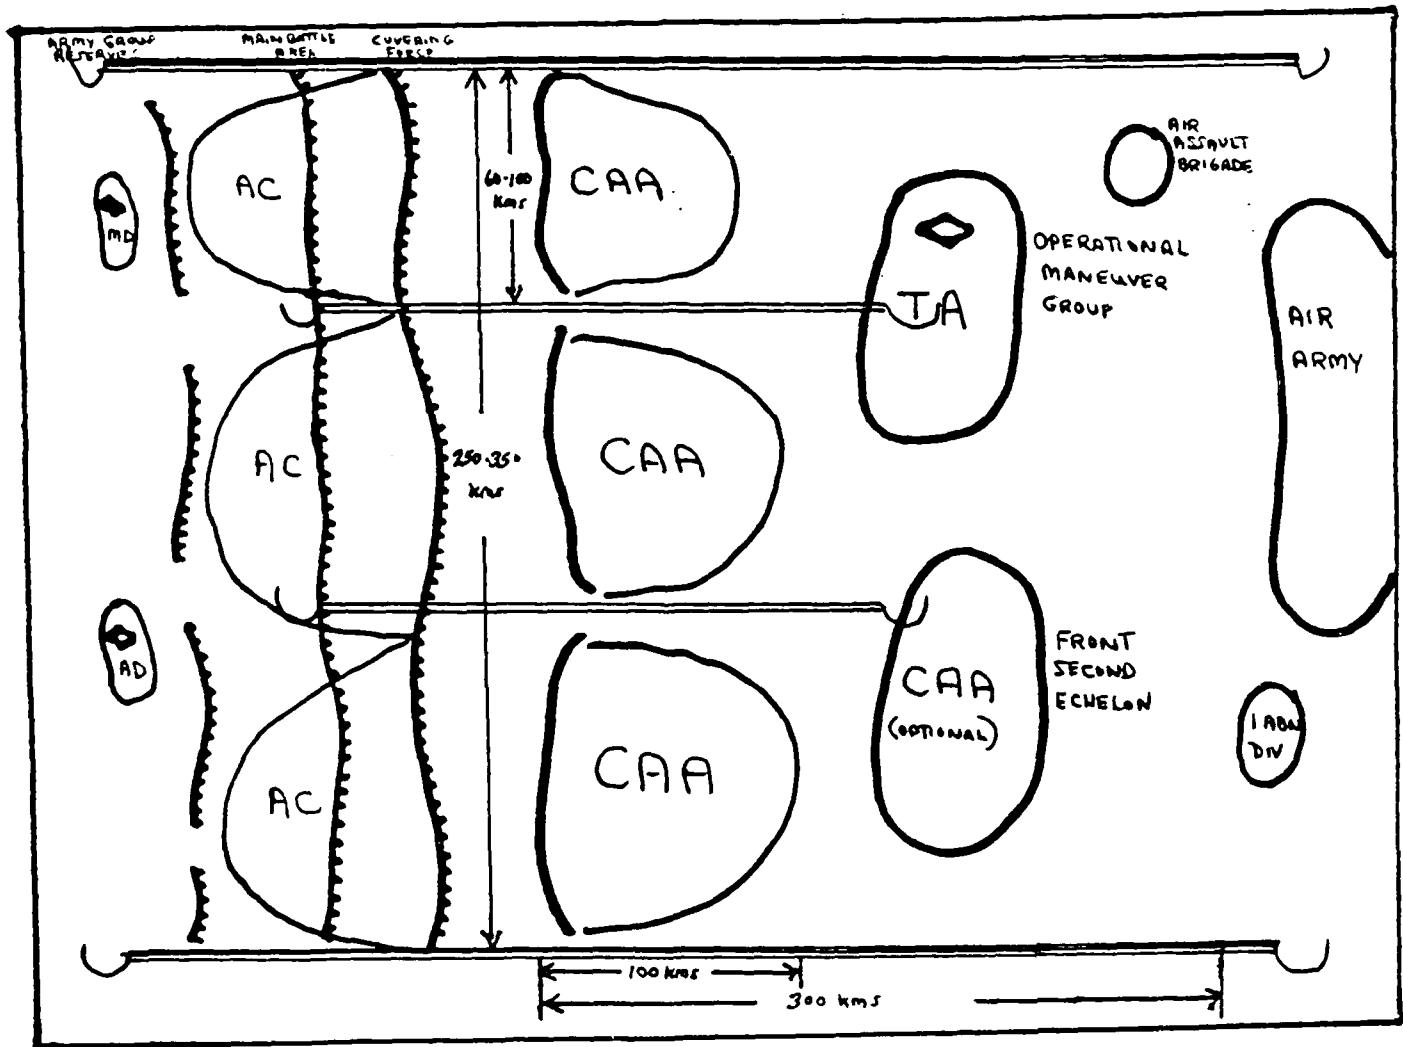 ARMY GROUP
RESERVES
MAIN BATTLE
AREA
COVERING
FORCE
AIR
ASSAULT
BRIGADE
AC
60-100
kms
CAA
MD
OPERATIONAL
MANEUVER
GROUP
TA
AIR
ARMY
AC
250-350
kms
CAA
AD
FRONT
SECOND
ECHELON
CAA
(OPTIONAL)
1 ABN
DIV
AC
CAA
100 kms
300 kms